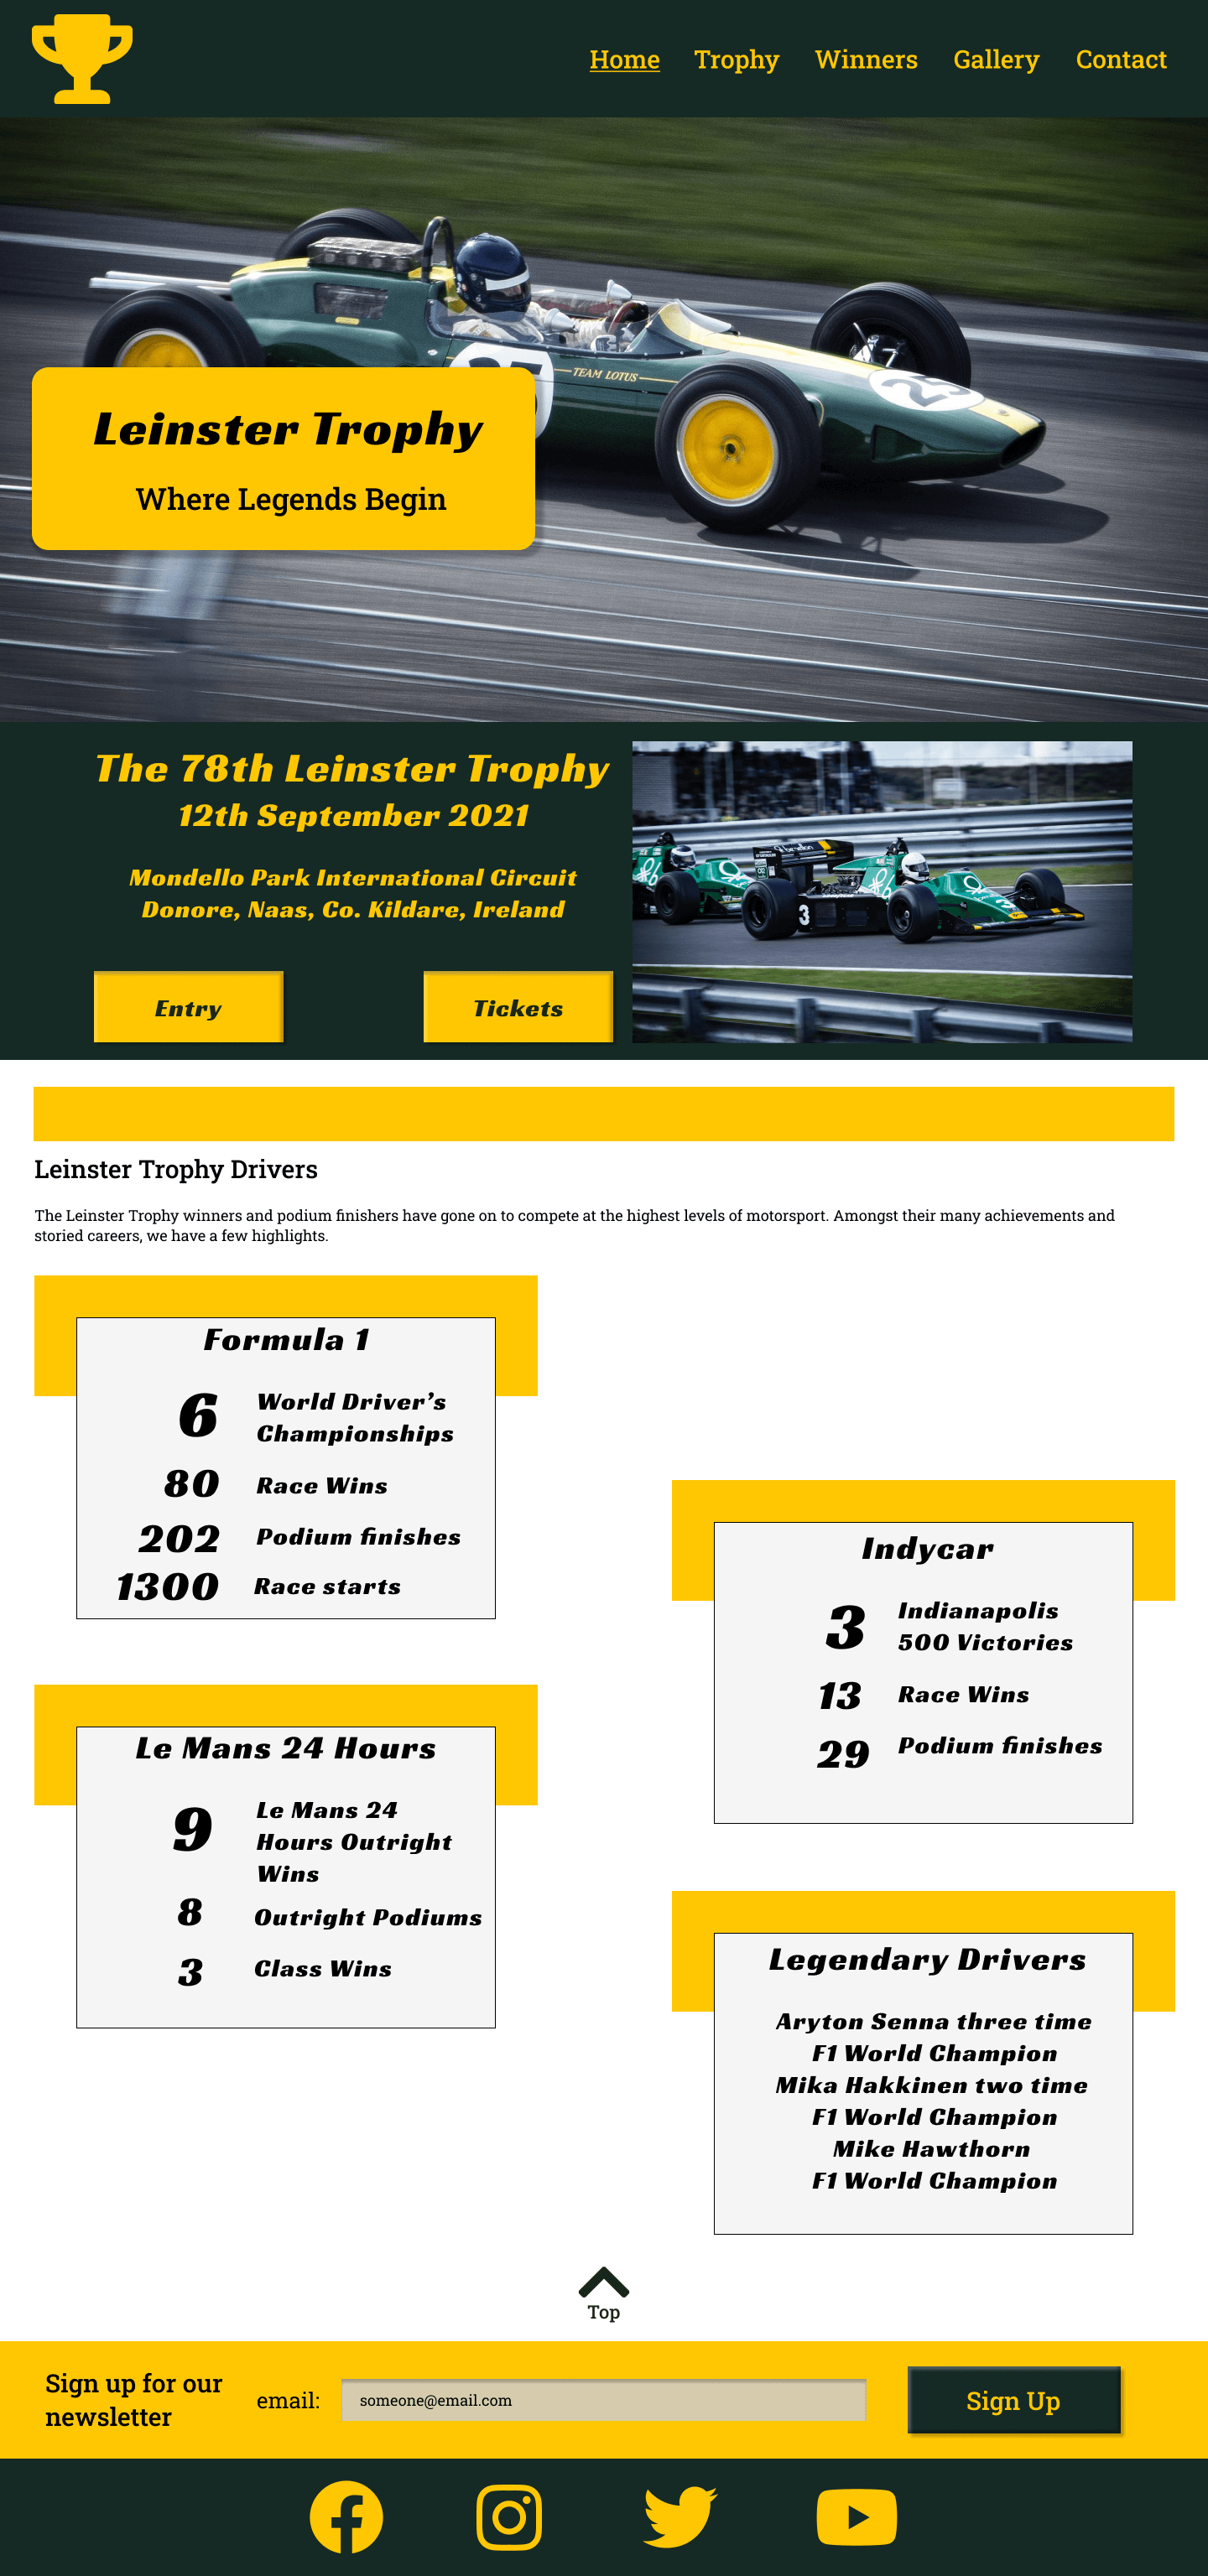 Home Trophy Winners Gallery Contact
TEAM LOTUS
25
Leinster Trophy
Where Legends Begin
The 78th Leinster Trophy
12th September 2021
Mondello Park International Circuit
Donore, Naas, Co. Kildare, Ireland
3
3
Entry
Tickets
Leinster Trophy Drivers
The Leinster Trophy winners and podium finishers have gone on to compete at the highest levels of motorsport. Amongst their many achievements and
storied careers, we have a few highlights.
Formula 1
6 World Driver’s
Championships
80 Race Wins
202 Podium finishes
1300 Race starts
Indycar
3 Indianapolis
500 Victories
13 Race Wins
29 Podium finishes
Le Mans 24 Hours
9 Le Mans 24
Hours Outright
Wins
8 Outright Podiums
3 Class Wins
Legendary Drivers
Aryton Senna three time
F1 World Champion
Mika Hakkinen two time
F1 World Champion
Mike Hawthorn
F1 World Champion
Top
Sign up for our
newsletter
email:
someone@email.com
Sign Up